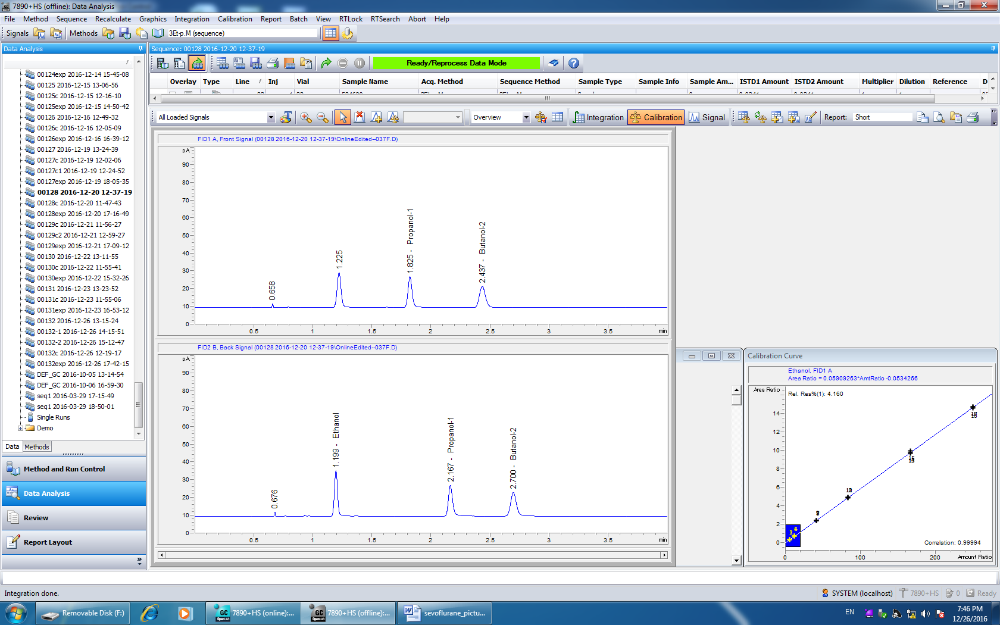 7890+HS (offline): Data Analysis
File Method Sequence Recalculate Graphics Integration Calibration Report Batch View RTLock RTSearch Abort Help
Signals Methods 3Et-p.M (sequence)
Data Analysis
00124exp 2016-12-14 15-45-08
00125 2016-12-15 13-06-56
00125c 2016-12-15 12-16-10
00125exp 2016-12-15 14-50-42
00126 2016-12-16 12-49-32
00126c 2016-12-16 12-05-09
00126exp 2016-12-16 16-39-12
00127 2016-12-19 13-24-39
00127c 2016-12-19 12-02-06
00127c1 2016-12-19 12-24-52
00127exp 2016-12-19 18-05-35
00128 2016-12-20 12-37-19
00128c 2016-12-20 11-47-43
00128exp 2016-12-20 17-16-49
00129c 2016-12-21 11-56-27
00129c2 2016-12-21 12-59-27
00129exp 2016-12-21 17-09-12
00130 2016-12-22 13-11-55
00130c 2016-12-22 11-55-41
00130exp 2016-12-22 15-32-26
00131 2016-12-23 13-23-52
00131c 2016-12-23 11-55-06
00131exp 2016-12-23 16-53-12
00132 2016-12-26 13-15-24
00132-1 2016-12-26 14-15-51
00132-2 2016-12-26 15-12-47
00132c 2016-12-26 12-19-17
00132exp 2016-12-26 17-42-15
DEF_GC 2016-10-05 13-14-54
DEF_GC 2016-10-06 16-59-30
seq1 2016-03-29 17-15-49
seq1 2016-03-29 18-50-01
Single Runs
Demo
Data Methods
Method and Run Control
Data Analysis
Review
Report Layout
Sequence: 00128 2016-12-20 12-37-19
Ready/Reprocess Data Mode
Overlay Type Line Inj Vial Sample Name Acq. Method Sequence Method Sample Type Sample Info Sample Am... ISTD1 Amount ISTD2 Amount Multiplier Dilution Reference D
All Loaded Signals Overview Integration Calibration Signal Report: Short
FID1 A, Front Signal (00128 2016-12-20 12-37-19\OnlineEdited--037F.D)
pA
90
80
70
60
50
40
30
20
10
0
0.658
1.225
1.825 - Propanol-1
2.437 - Butanol-2
0.5 1 1.5 2 2.5 3 3.5 min
FID2 B, Back Signal (00128 2016-12-20 12-37-19\OnlineEdited--037F.D)
pA
90
80
70
60
50
40
30
20
10
0
0.676
1.199 - Ethanol
2.167 - Propanol-1
2.700 - Butanol-2
0.5 1 1.5 2 2.5 3 3.5 min
Calibration Curve
Ethanol, FID1 A
Area Ratio = 0.05909263*AmtRatio -0.0534266
Area Ratio
Rel. Res%(1): 4.160
14
12
10
8
6
4
2
0
Correlation: 0.99994
0 100 200 Amount Ratio
Integration done.
SYSTEM (localhost) 7890+HS 0 Ready
Removable Disk (F:)
GC OpenLAB 7890+HS (online):...
GC OpenLAB 7890+HS (offline):...
sevoflurane_pictu...
EN
7:46 PM
12/26/2016